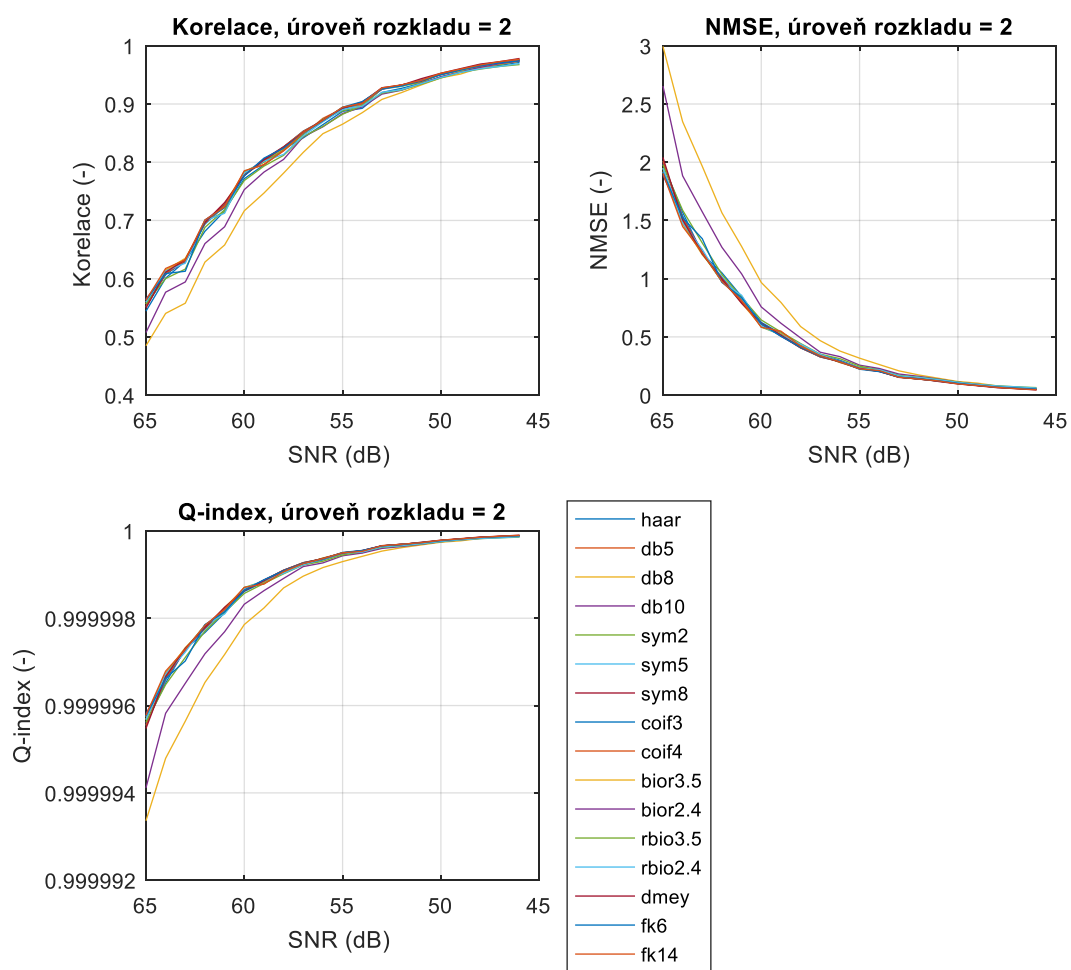 Korelace, úroveň rozkladu = 2
1
0.9
0.8
0.7
0.6
0.5
0.4
Korelace (-)
65 60 55 50 45
SNR (dB)
NMSE, úroveň rozkladu = 2
3
2.5
2
1.5
1
0.5
0
NMSE (-)
65 60 55 50 45
SNR (dB)
Q-index, úroveň rozkladu = 2
1
0.999998
0.999996
0.999994
0.999992
Q-index (-)
65 60 55 50 45
SNR (dB)
haar
db5
db8
db10
sym2
sym5
sym8
coif3
coif4
bior3.5
bior2.4
rbio3.5
rbio2.4
dmey
fk6
fk14